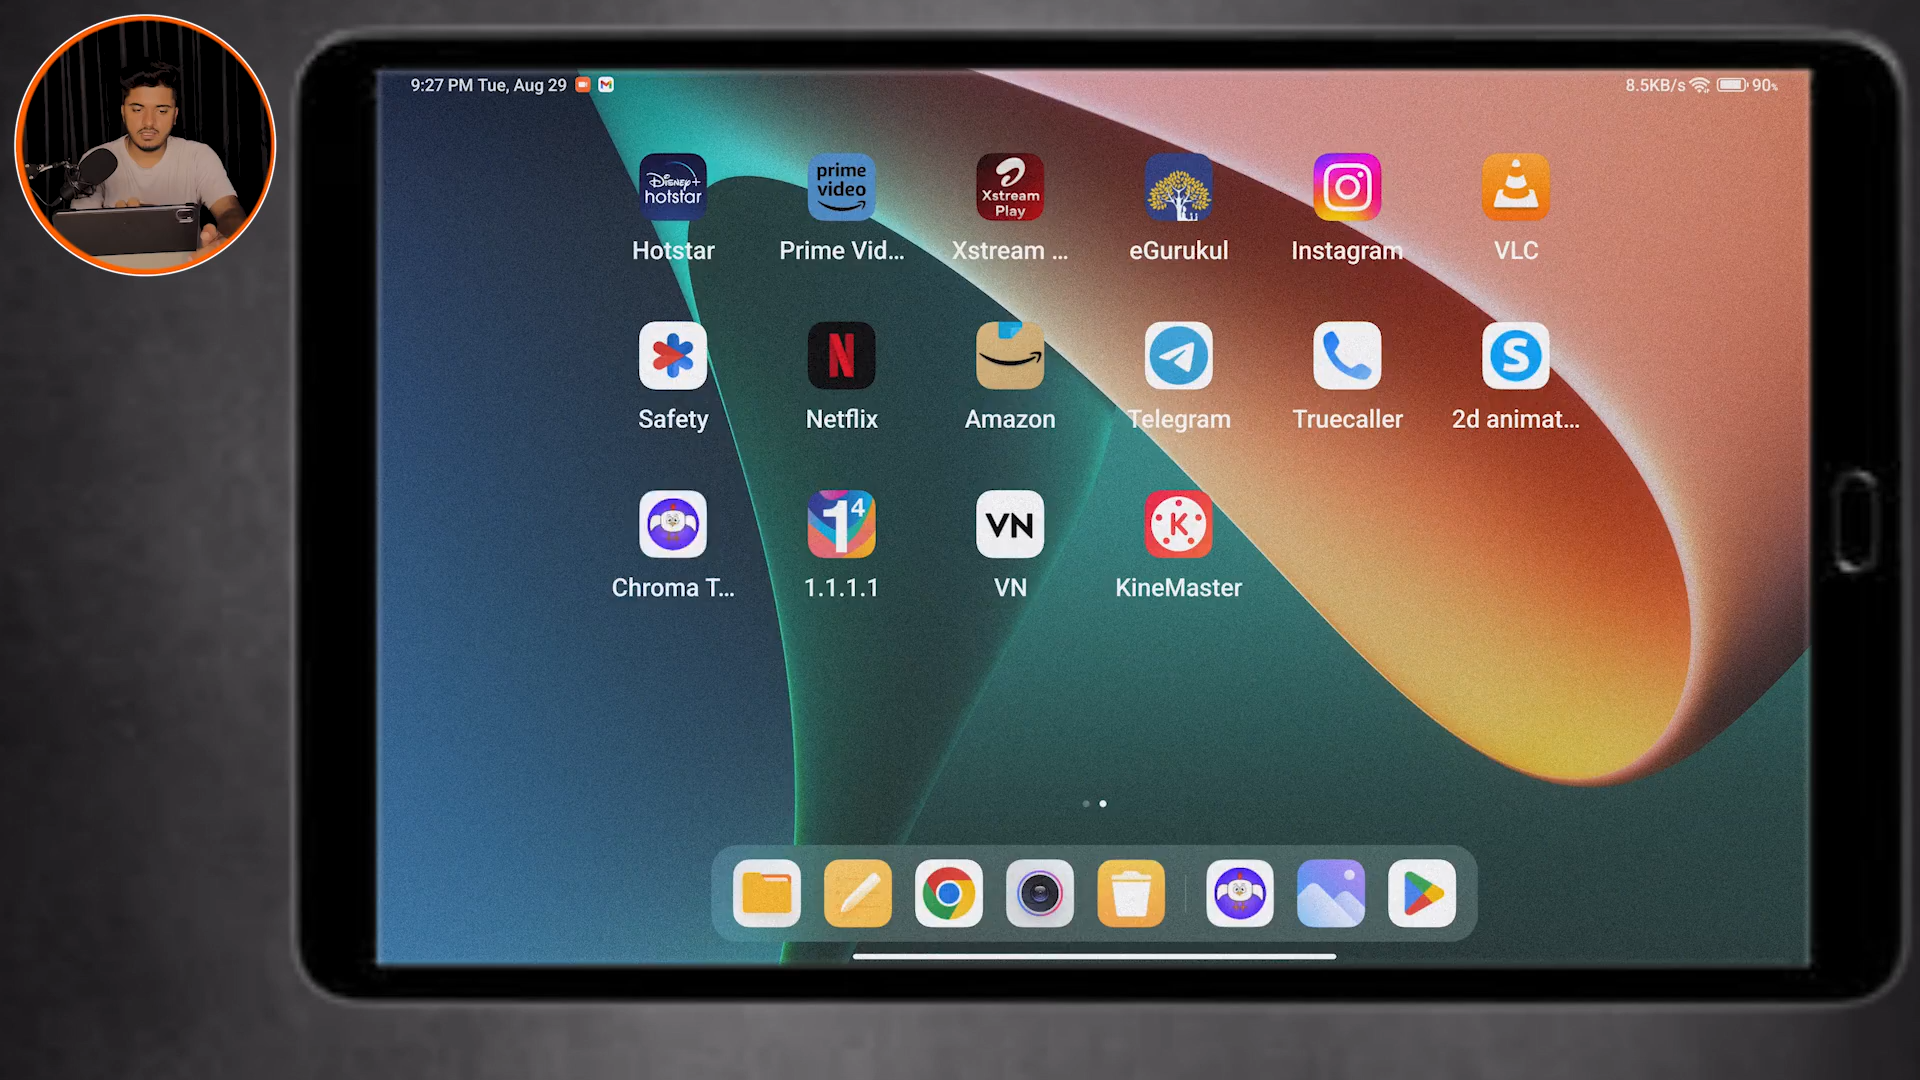 9:27 PM Tue, Aug 29
8.5KB/s 90%
Disney+ hotstar
prime video
Xstream Play
Hotstar
Prime Vid...
Xstream ...
eGurukul
Instagram
VLC
N
S
Safety
Netflix
Amazon
Telegram
Truecaller
2d animat...
1⁴
VN
K
Chroma T...
1.1.1.1
VN
KineMaster